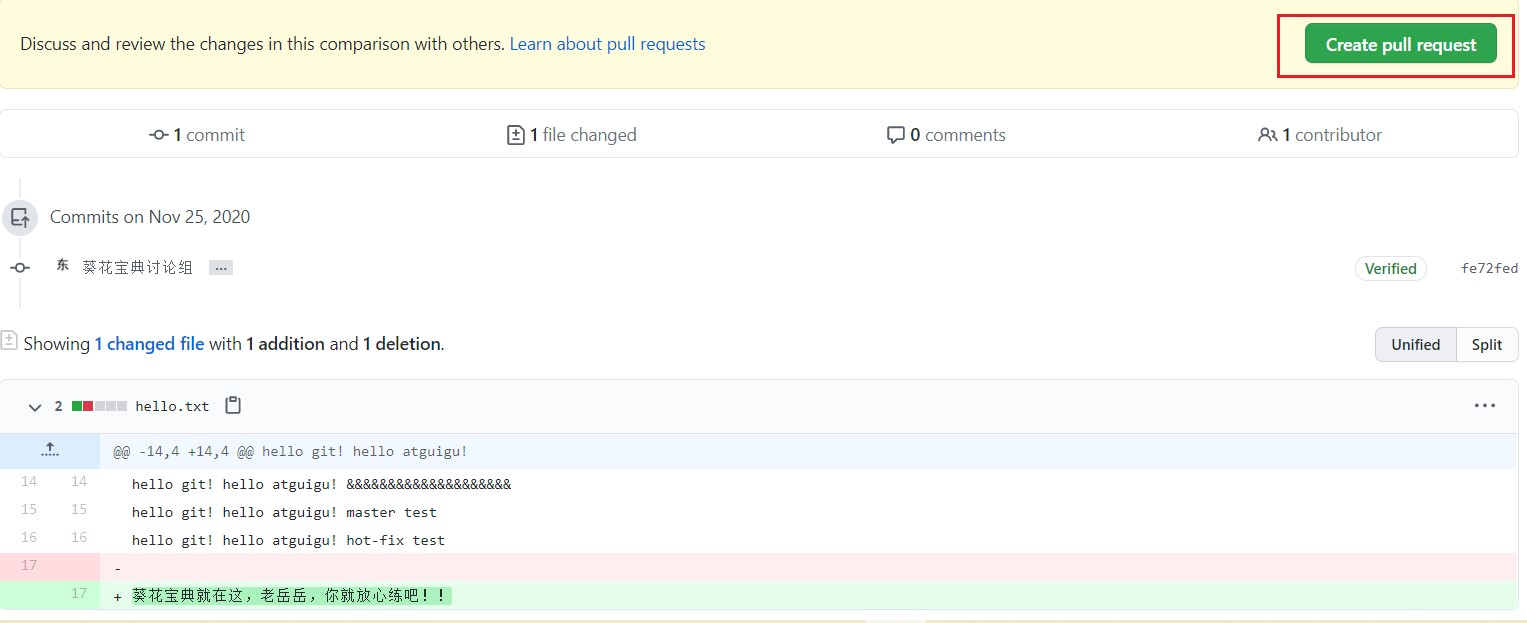 Discuss and review the changes in this comparison with others. Learn about pull requests
Create pull request
1 commit
1 file changed
0 comments
1 contributor
Commits on Nov 25, 2020
东 葵花宝典讨论组 ...
Verified
fe72fed
Showing 1 changed file with 1 addition and 1 deletion.
Unified
Split
2 hello.txt
@@ -14,4 +14,4 @@ hello git! hello atguigu!
14 14 hello git! hello atguigu! &&&&&&&&&&&&&&&&&&&&
15 15 hello git! hello atguigu! master test
16 16 hello git! hello atguigu! hot-fix test
17 -
17 + 葵花宝典就在这，老岳岳，你就放心练吧！！